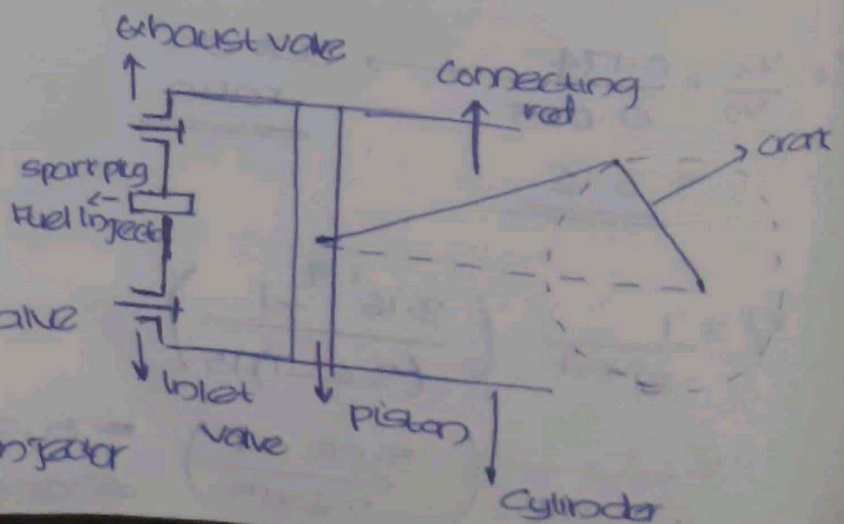 Exhaust valve
Connecting
rod
crank
spark plug
Fuel Injector
alve
Inlet
valve
piston
njector
Cylinder